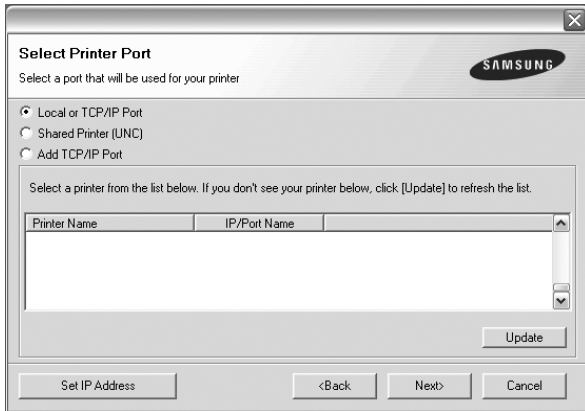 Select Printer Port
Select a port that will be used for your printer
SAMSUNG
Local or TCP/IP Port
Shared Printer (UNC)
Add TCP/IP Port
Select a printer from the list below. If you don't see your printer below, click [Update] to refresh the list.
Printer Name IP/Port Name
Update
Set IP Address <Back Next> Cancel